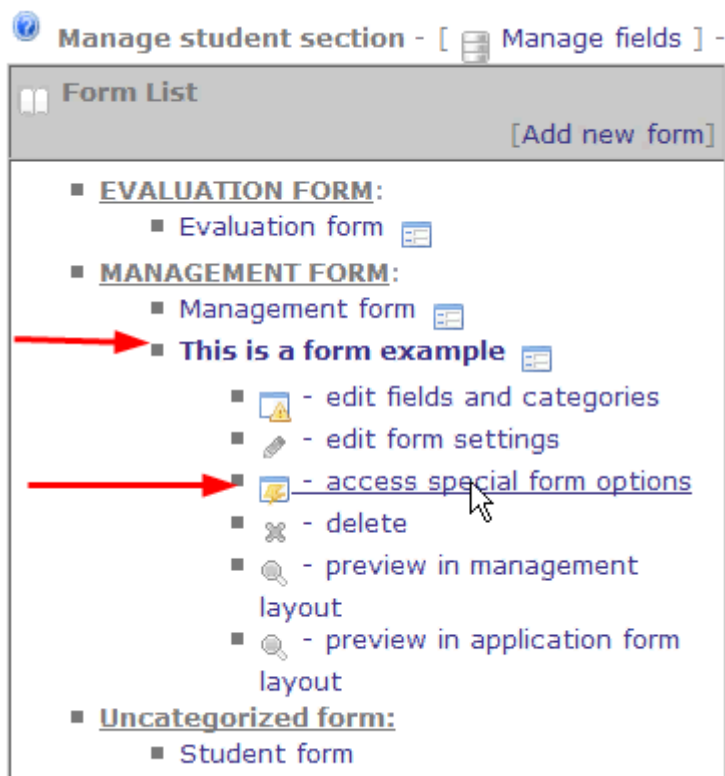 Manage student section - [ Manage fields ] -
Form List
[Add new form]
EVALUATION FORM:
Evaluation form
MANAGEMENT FORM:
Management form
This is a form example
- edit fields and categories
- edit form settings
- access special form options
- delete
- preview in management
layout
- preview in application form
layout
Uncategorized form:
Student form